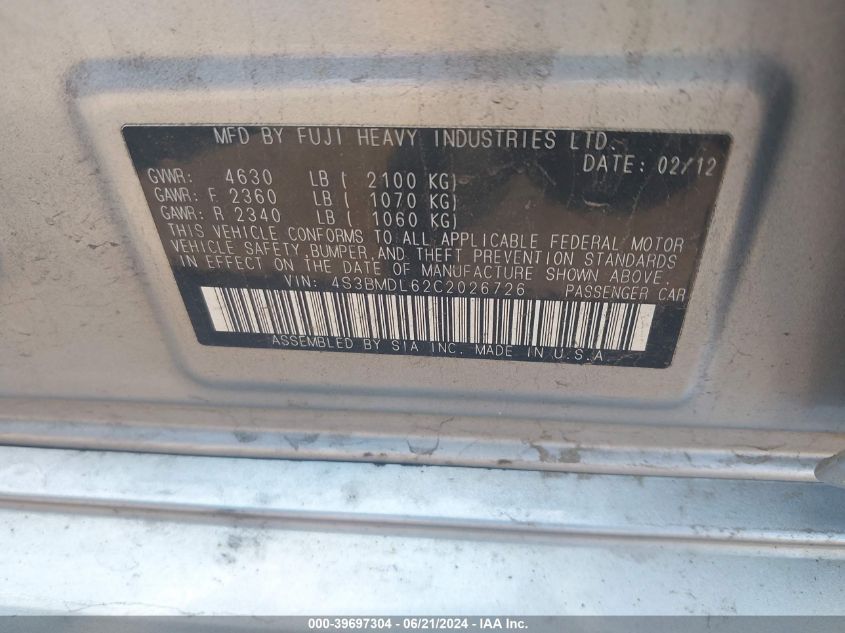 MFD BY FUJI HEAVY INDUSTRIES LTD.
DATE: 02/12
GVWR: 4630 LB ( 2100 KG)
GAWR: F 2360 LB ( 1070 KG)
GAWR: R 2340 LB ( 1060 KG)
THIS VEHICLE CONFORMS TO ALL APPLICABLE FEDERAL MOTOR
VEHICLE SAFETY, BUMPER, AND THEFT PREVENTION STANDARDS
IN EFFECT ON THE DATE OF MANUFACTURE SHOWN ABOVE.
VIN: 4S3BMDL62C2026726 PASSENGER CAR
ASSEMBLED BY SIA INC. MADE IN U.S.A.
000-39697304 - 06/21/2024 - IAA Inc.